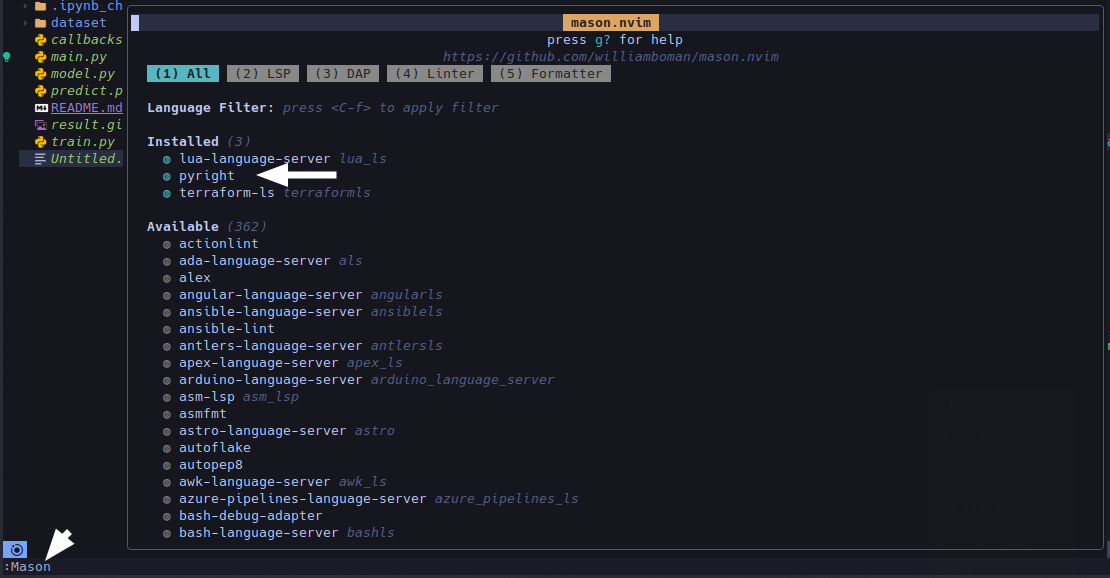 .ipynb_ch
dataset
callbacks
main.py
model.py
predict.p
README.md
result.gi
train.py
Untitled.
mason.nvim
press g? for help
https://github.com/williamboman/mason.nvim
(1) All (2) LSP (3) DAP (4) Linter (5) Formatter
Language Filter: press <C-f> to apply filter
Installed (3)
lua-language-server lua_ls
pyright
terraform-ls terraformls
Available (362)
actionlint
ada-language-server als
alex
angular-language-server angularls
ansible-language-server ansiblels
ansible-lint
antlers-language-server antlersls
apex-language-server apex_ls
arduino-language-server arduino_language_server
asm-lsp asm_lsp
asmfmt
astro-language-server astro
autoflake
autopep8
awk-language-server awk_ls
azure-pipelines-language-server azure_pipelines_ls
bash-debug-adapter
bash-language-server bashls
:Mason